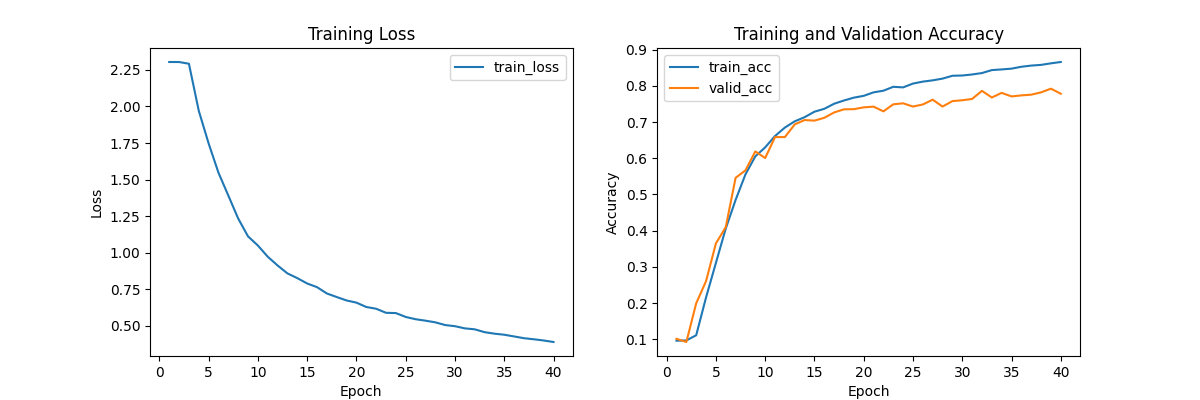 Training Loss
train_loss
2.25
2.00
1.75
1.50
1.25
1.00
0.75
0.50
Loss
0 5 10 15 20 25 30 35 40
Epoch
Training and Validation Accuracy
train_acc
valid_acc
0.9
0.8
0.7
0.6
0.5
0.4
0.3
0.2
0.1
Accuracy
0 5 10 15 20 25 30 35 40
Epoch